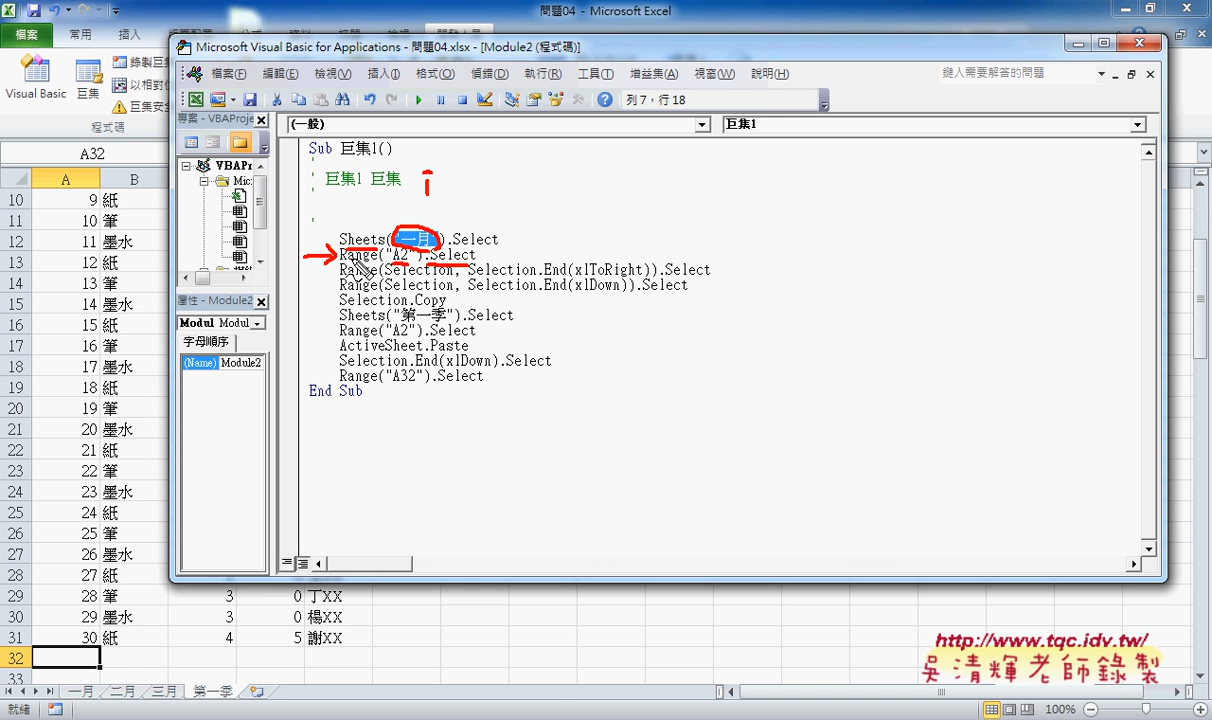 問題04 - Microsoft Excel
檔案 常用 插入
Visual Basic 巨集 錄製巨集
以相對位
巨集安全
程式碼
A32
A B
10 9 紙
11 10 筆
12 11 墨水
13 12 紙
14 13 筆
15 14 墨水
16 15 紙
17 16 筆
18 17 墨水
19 18 紙
20 19 筆
21 20 墨水
22 21 紙
23 22 筆
24 23 墨水
25 24 紙
26 25 筆
27 26 墨水
28 27 紙
29 28 筆 3 0 丁XX
30 29 墨水 3 0 楊XX
31 30 紙 4 5 謝XX
32
33
一月 二月 三月 第一季
就緒 100%
Microsoft Visual Basic for Applications - 問題04.xlsx - [Module2 (程式碼)]
檔案(F) 編輯(E) 檢視(V) 插入(I) 格式(O) 偵錯(D) 執行(R) 工具(T) 增益集(A) 視窗(W) 說明(H) 鍵入需要解答的問題
列 7，行 18
專案 - VBAProje
VBAPr
Mic
屬性 - Module2
Modul Modul
字母順序
(Name) Module2
(一般) 巨集1
Sub 巨集1()
'
' 巨集1 巨集
'
'
Sheets("一月").Select
Range("A2").Select
Range(Selection, Selection.End(xlToRight)).Select
Range(Selection, Selection.End(xlDown)).Select
Selection.Copy
Sheets("第一季").Select
Range("A2").Select
ActiveSheet.Paste
Selection.End(xlDown).Select
Range("A32").Select
End Sub
http://www.tqc.idv.tw/
吳清輝老師錄製